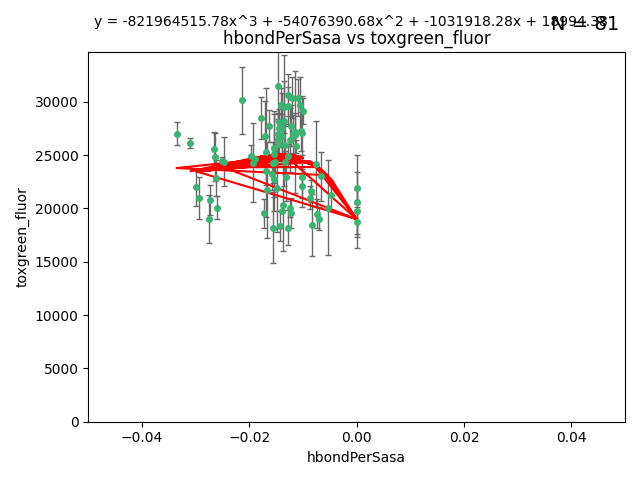 y = -821964515.78x^3 + -54076390.68x^2 + -1031918.28x + 18994.38
N = 81
hbondPerSasa vs toxgreen_fluor
toxgreen_fluor
30000
25000
20000
15000
10000
5000
0
-0.04 -0.02 0.00 0.02 0.04
hbondPerSasa